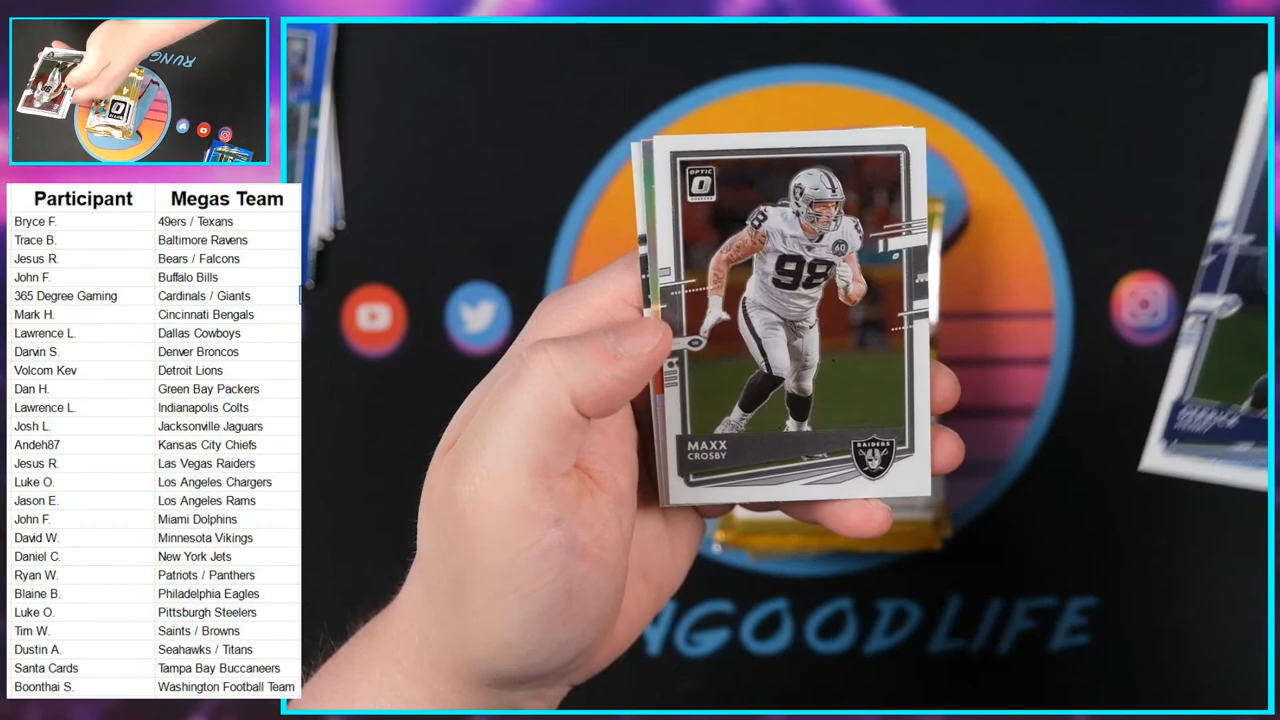 RUNGOOD
Participant Megas Team
Bryce F. 49ers / Texans
Trace B. Baltimore Ravens
Jesus R. Bears / Falcons
John F. Buffalo Bills
365 Degree Gaming Cardinals / Giants
Mark H. Cincinnati Bengals
Lawrence L. Dallas Cowboys
Darvin S. Denver Broncos
Volcom Kev Detroit Lions
Dan H. Green Bay Packers
Lawrence L. Indianapolis Colts
Josh L. Jacksonville Jaguars
Andeh87 Kansas City Chiefs
Jesus R. Las Vegas Raiders
Luke O. Los Angeles Chargers
Jason E. Los Angeles Rams
John F. Miami Dolphins
David W. Minnesota Vikings
Daniel C. New York Jets
Ryan W. Patriots / Panthers
Blaine B. Philadelphia Eagles
Luke O. Pittsburgh Steelers
Tim W. Saints / Browns
Dustin A. Seahawks / Titans
Santa Cards Tampa Bay Buccaneers
Boonthai S. Washington Football Team
OPTIC
98
98
60
MAXX
CROSBY
RAIDERS
NGOODLIFE